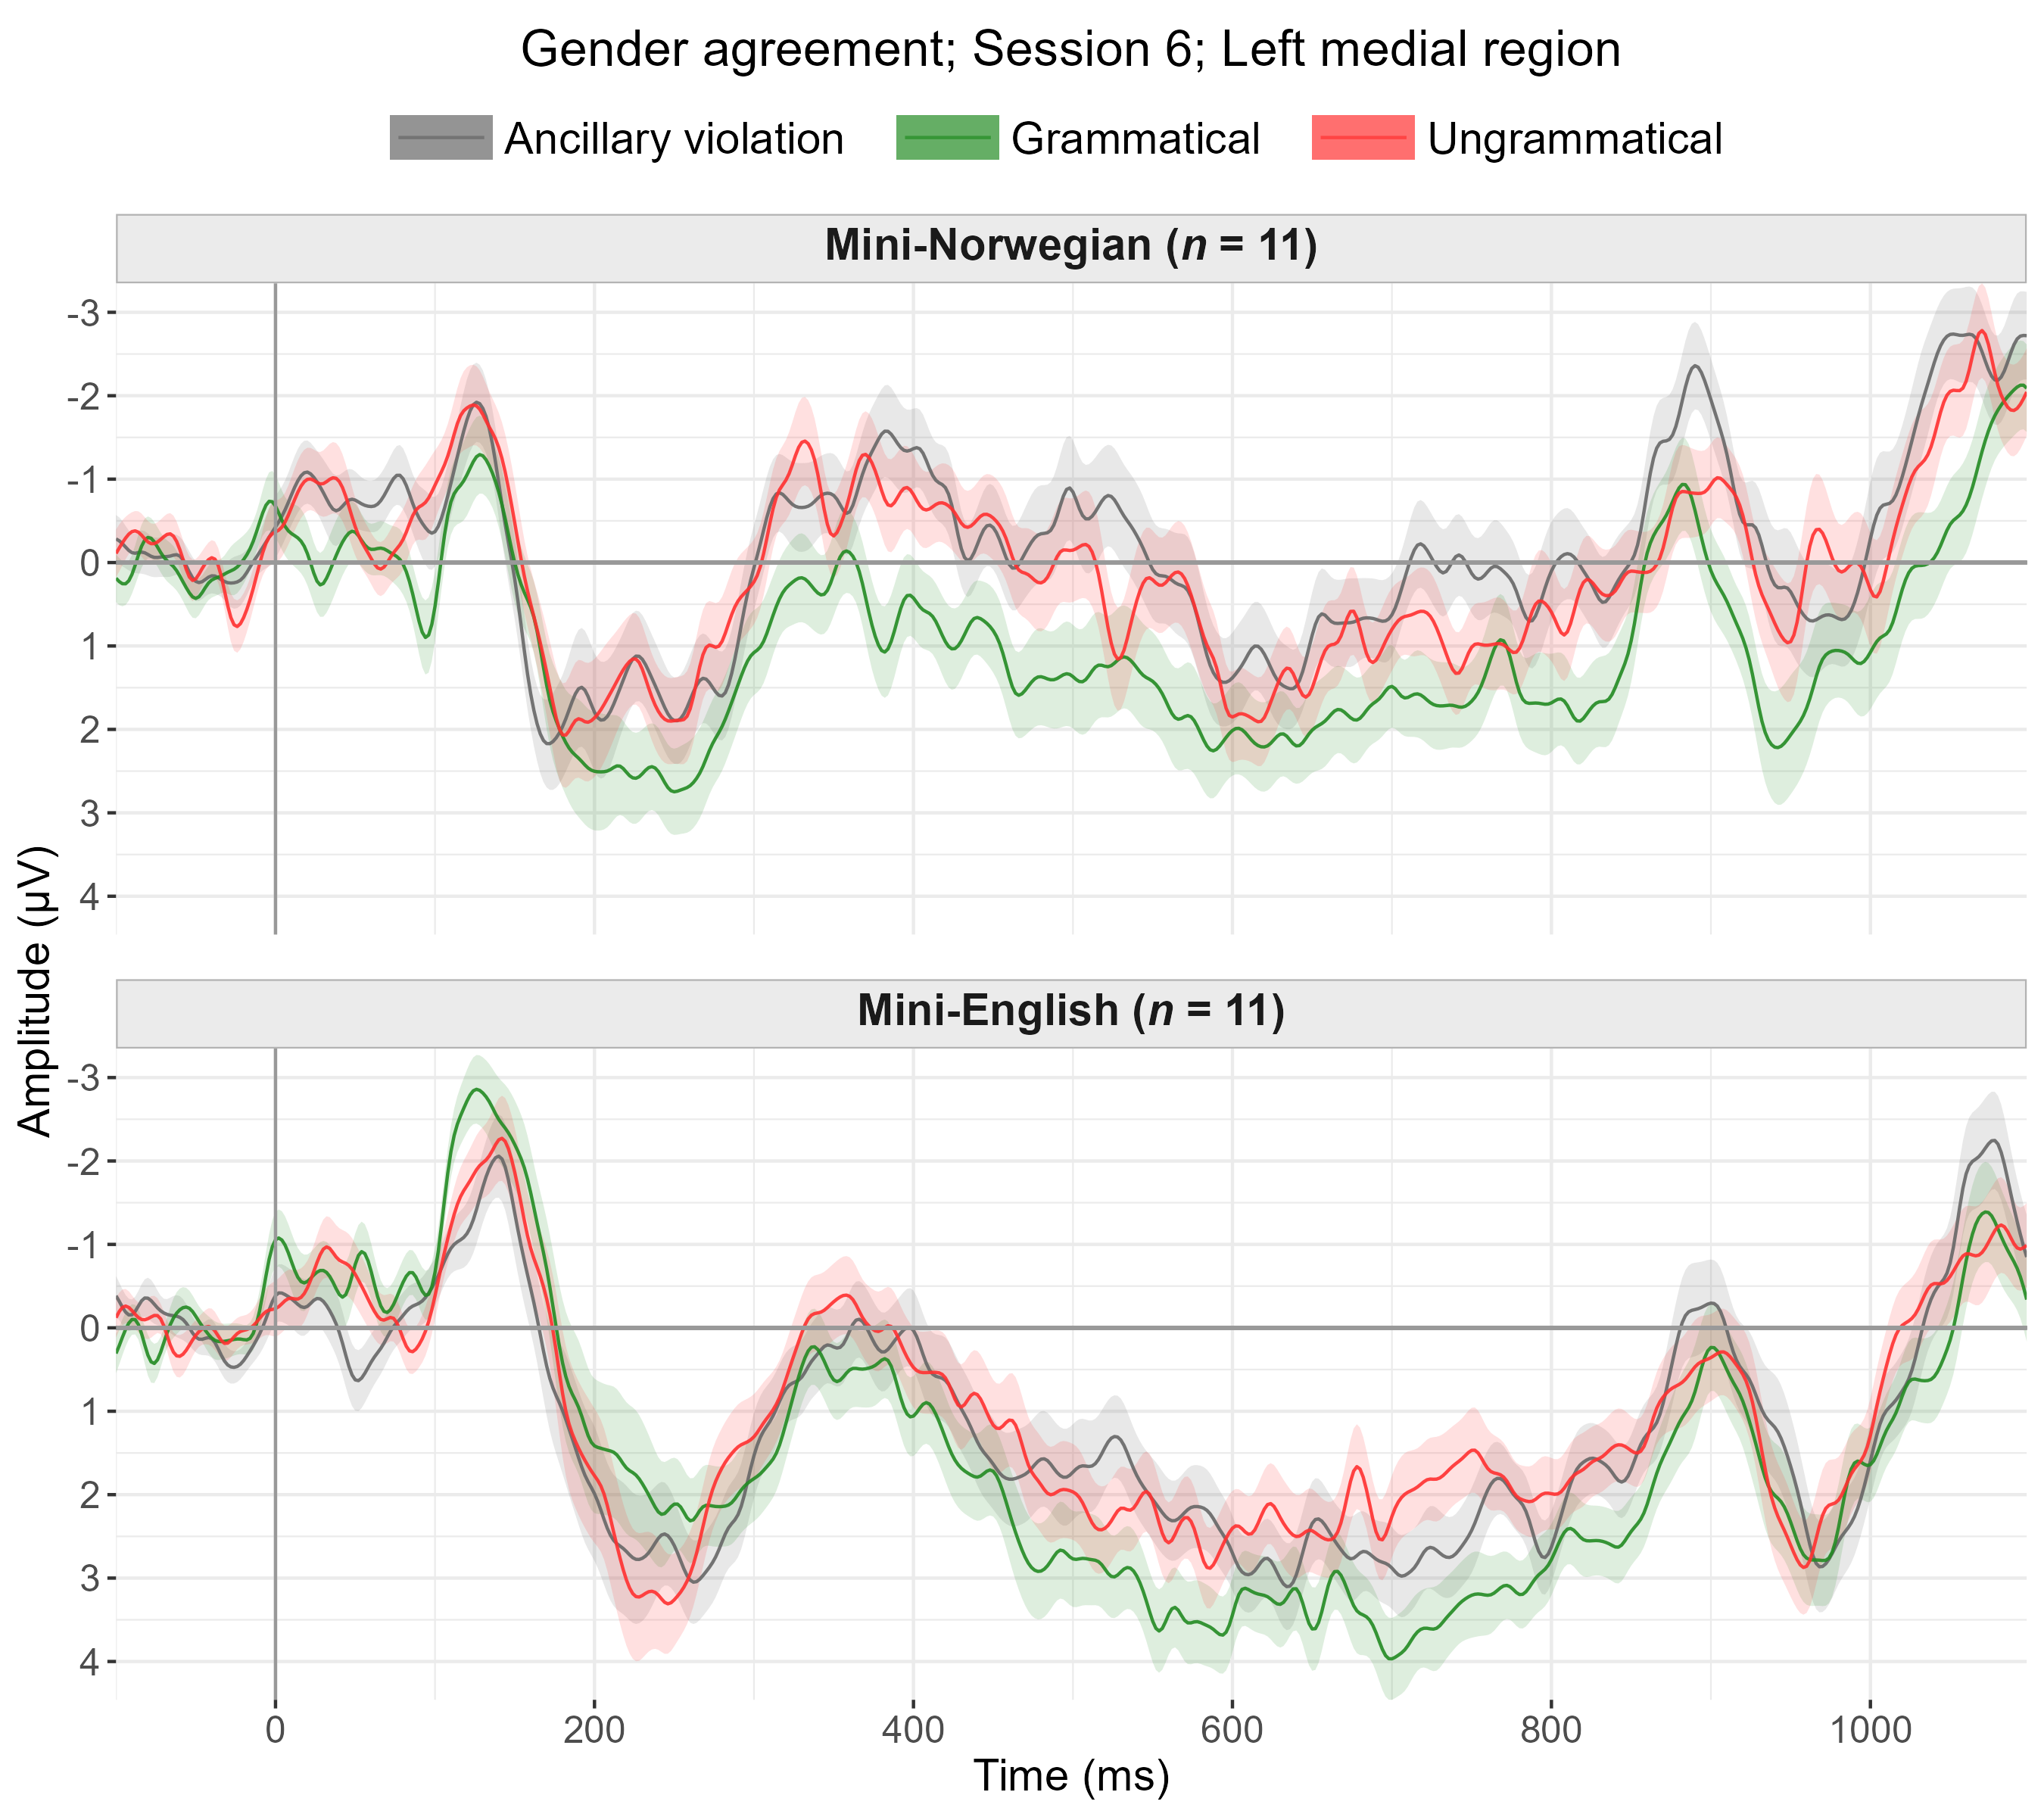 Gender agreement; Session 6; Left medial region
Ancillary violation Grammatical Ungrammatical
Mini-Norwegian (n = 11)
-3
-2
-1
0
1
2
3
4
Amplitude (µV)
Mini-English (n = 11)
-3
-2
-1
0
1
2
3
4
0 200 400 600 800 1000
Time (ms)